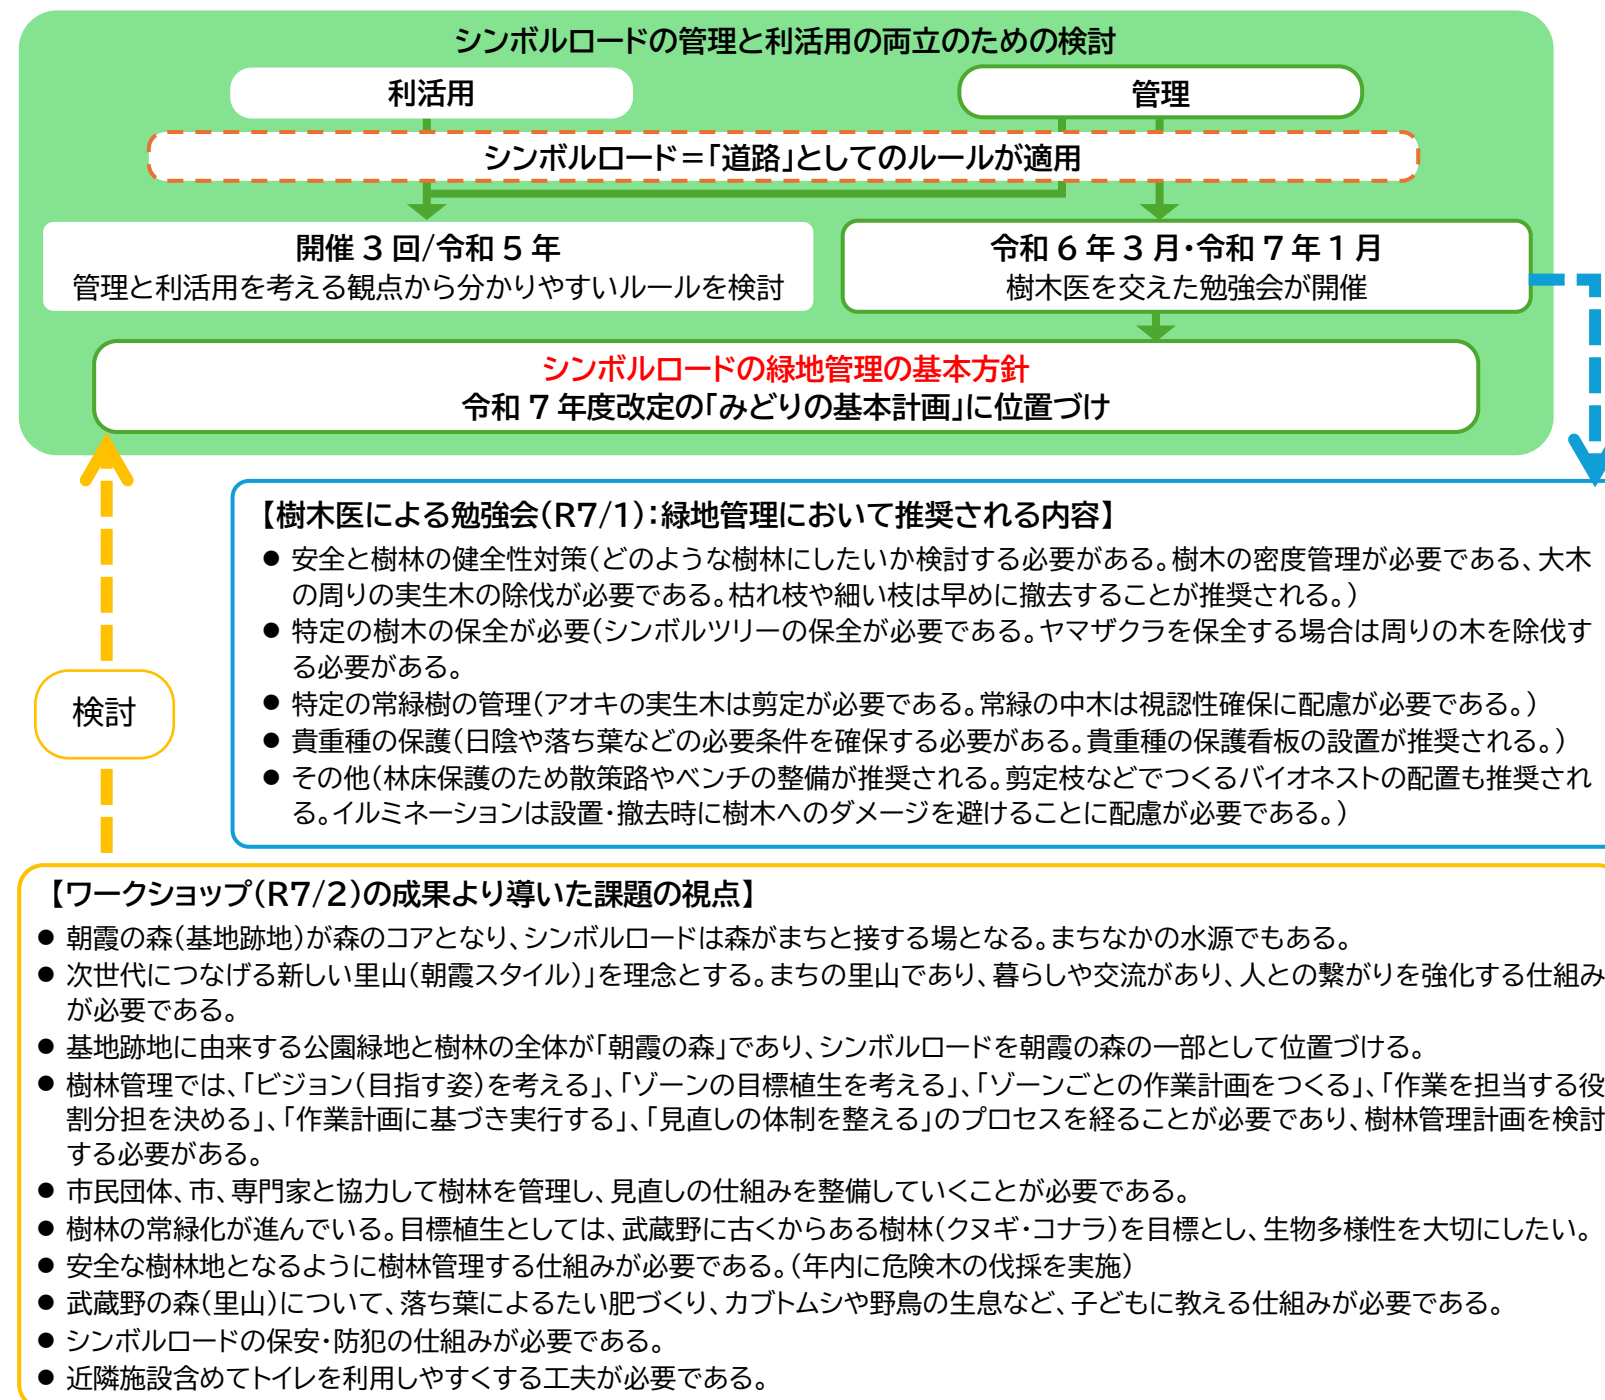 シンボルロードの管理と利活用の両立のための検討
利活用
管理
シンボルロード＝「道路」としてのルールが適用
開催3回/令和5年
管理と利活用を考える観点から分かりやすいルールを検討
令和6年3月・令和7年1月
樹木医を交えた勉強会が開催
シンボルロードの緑地管理の基本方針
令和7年度改定の「みどりの基本計画」に位置づけ
【樹木医による勉強会（R7/1）：緑地管理において推奨される内容】
● 安全と樹林の健全性対策（どのような樹林にしたいか検討する必要がある。樹木の密度管理が必要である、大木
の周りの実生木の除伐が必要である。枯れ枝や細い枝は早めに撤去することが推奨される。）
● 特定の樹木の保全が必要（シンボルツリーの保全が必要である。ヤマザクラを保全する場合は周りの木を除伐す
る必要がある。
● 特定の常緑樹の管理（アオキの実生木は剪定が必要である。常緑の中木は視認性確保に配慮が必要である。）
● 貴重種の保護（日陰や落ち葉などの必要条件を確保する必要がある。貴重種の保護看板の設置が推奨される。）
● その他（林床保護のため散策路やベンチの整備が推奨される。剪定枝などでつくるバイオネストの配置も推奨され
る。イルミネーションは設置・撤去時に樹木へのダメージを避けることに配慮が必要である。）
検討
【ワークショップ（R7/2）の成果より導いた課題の視点】
● 朝霞の森（基地跡地）が森のコアとなり、シンボルロードは森がまちと接する場となる。まちなかの水源でもある。
● 次世代につなげる新しい里山（朝霞スタイル）」を理念とする。まちの里山であり、暮らしや交流があり、人との繋がりを強化する仕組み
が必要である。
● 基地跡地に由来する公園緑地と樹林の全体が「朝霞の森」であり、シンボルロードを朝霞の森の一部として位置づける。
● 樹林管理では、「ビジョン（目指す姿）を考える」、「ゾーンの目標植生を考える」、「ゾーンごとの作業計画をつくる」、「作業を担当する役
割分担を決める」、「作業計画に基づき実行する」、「見直しの体制を整える」のプロセスを経ることが必要であり、樹林管理計画を検討
する必要がある。
● 市民団体、市、専門家と協力して樹林を管理し、見直しの仕組みを整備していくことが必要である。
● 樹林の常緑化が進んでいる。目標植生としては、武蔵野に古くからある樹林（クヌギ・コナラ）を目標とし、生物多様性を大切にしたい。
● 安全な樹林地となるように樹林管理する仕組みが必要である。（年内に危険木の伐採を実施）
● 武蔵野の森（里山）について、落ち葉によるたい肥づくり、カブトムシや野鳥の生息など、子どもに教える仕組みが必要である。
● シンボルロードの保安・防犯の仕組みが必要である。
● 近隣施設含めてトイレを利用しやすくする工夫が必要である。